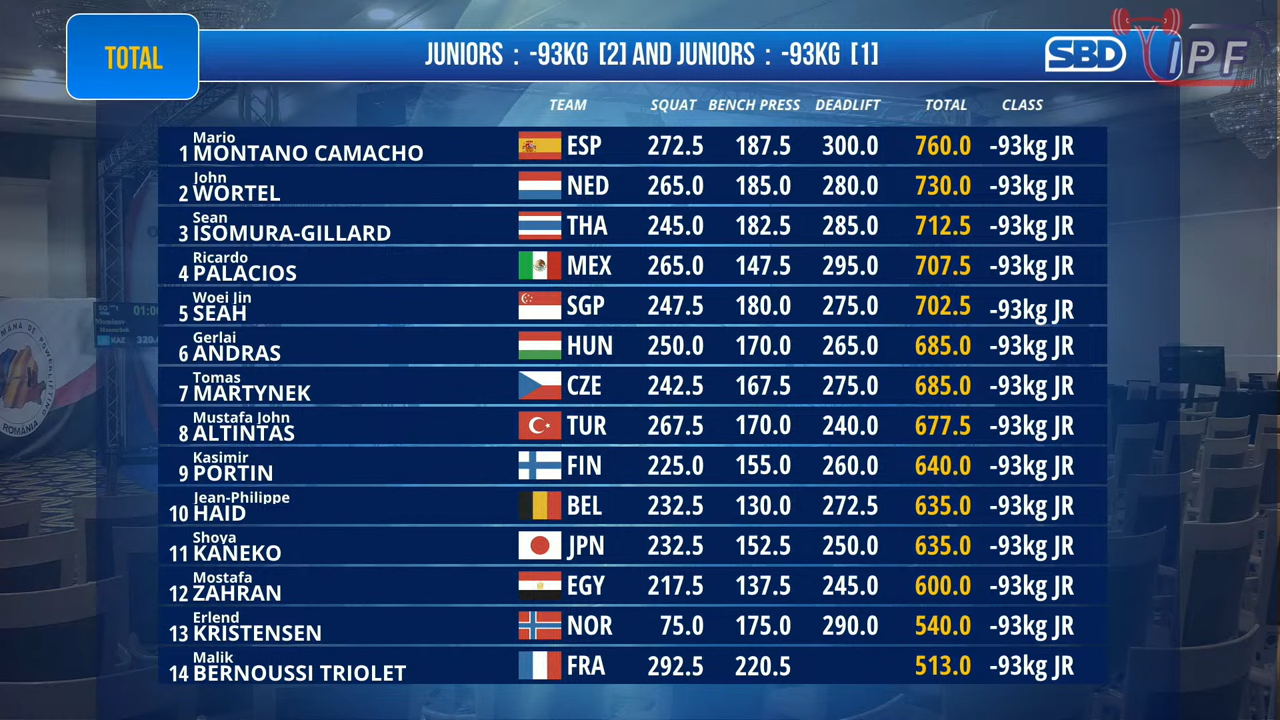 TOTAL
JUNIORS : -93KG [2] AND JUNIORS : -93KG [1]
SBD
IPF
TEAM SQUAT BENCH PRESS DEADLIFT TOTAL CLASS
Mario
1 MONTANO CAMACHO ESP 272.5 187.5 300.0 760.0 -93kg JR
John
2 WORTEL NED 265.0 185.0 280.0 730.0 -93kg JR
Sean
3 ISOMURA-GILLARD THA 245.0 182.5 285.0 712.5 -93kg JR
Ricardo
4 PALACIOS MEX 265.0 147.5 295.0 707.5 -93kg JR
Woei Jin
5 SEAH SGP 247.5 180.0 275.0 702.5 -93kg JR
Gerlai
6 ANDRAS HUN 250.0 170.0 265.0 685.0 -93kg JR
Tomas
7 MARTYNEK CZE 242.5 167.5 275.0 685.0 -93kg JR
Mustafa John
8 ALTINTAS TUR 267.5 170.0 240.0 677.5 -93kg JR
Kasimir
9 PORTIN FIN 225.0 155.0 260.0 640.0 -93kg JR
Jean-Philippe
10 HAID BEL 232.5 130.0 272.5 635.0 -93kg JR
Shoya
11 KANEKO JPN 232.5 152.5 250.0 635.0 -93kg JR
Mostafa
12 ZAHRAN EGY 217.5 137.5 245.0 600.0 -93kg JR
Erlend
13 KRISTENSEN NOR 75.0 175.0 290.0 540.0 -93kg JR
Malik
14 BERNOUSSI TRIOLET FRA 292.5 220.5 513.0 -93kg JR
01:00
KAZ
ROMÂNIA